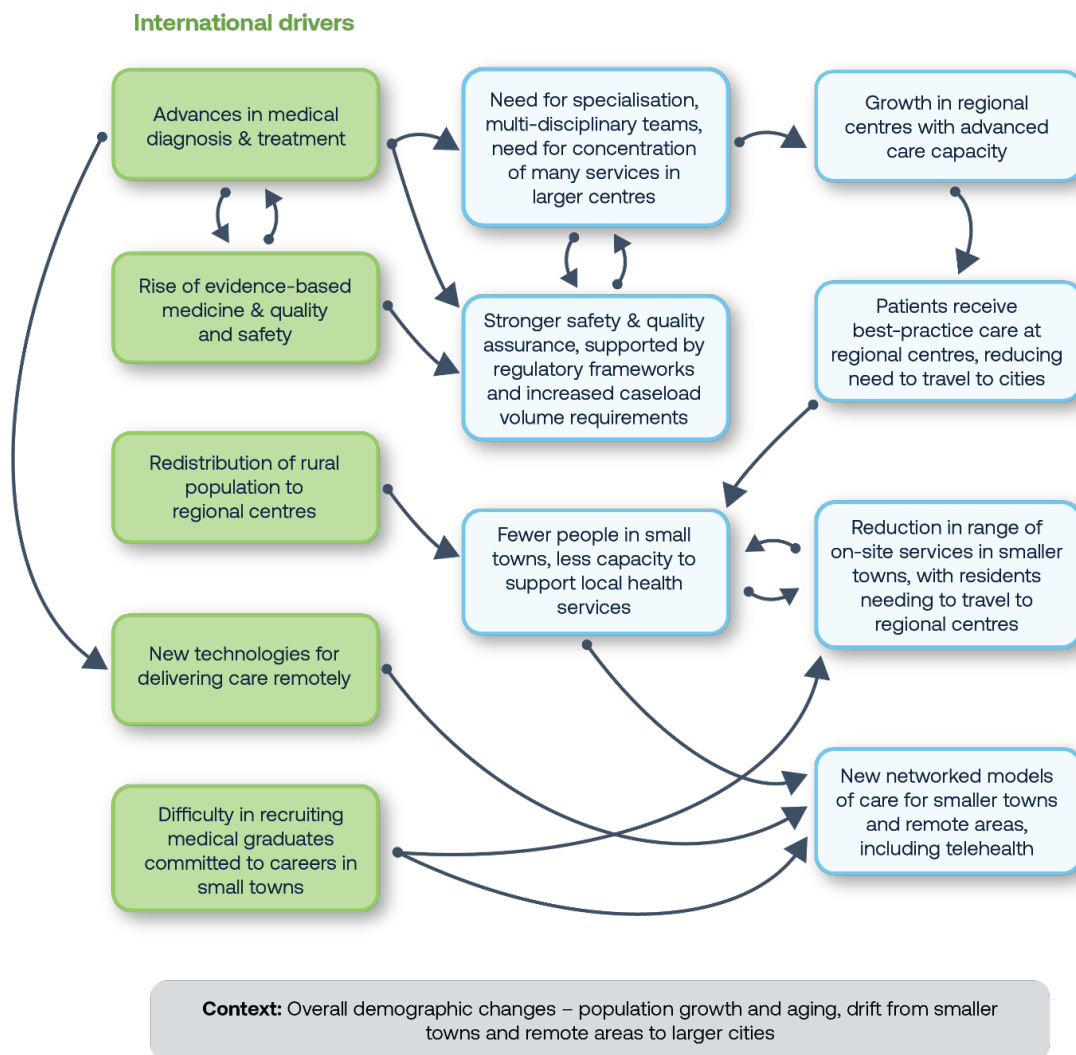 International drivers
Advances in medical
diagnosis & treatment
Rise of evidence-based
medicine & quality
and safety
Redistribution of rural
population to
regional centres
New technologies for
delivering care remotely
Difficulty in recruiting
medical graduates
committed to careers in
small towns
Need for specialisation,
multi-disciplinary teams,
need for concentration
of many services in
larger centres
Stronger safety & quality
assurance, supported by
regulatory frameworks
and increased caseload
volume requirements
Fewer people in small
towns, less capacity to
support local health
services
Growth in regional
centres with advanced
care capacity
Patients receive
best-practice care at
regional centres, reducing
need to travel to cities
Reduction in range of
on-site services in smaller
towns, with residents
needing to travel to
regional centres
New networked models
of care for smaller towns
and remote areas,
including telehealth
Context: Overall demographic changes – population growth and aging, drift from smaller
towns and remote areas to larger cities